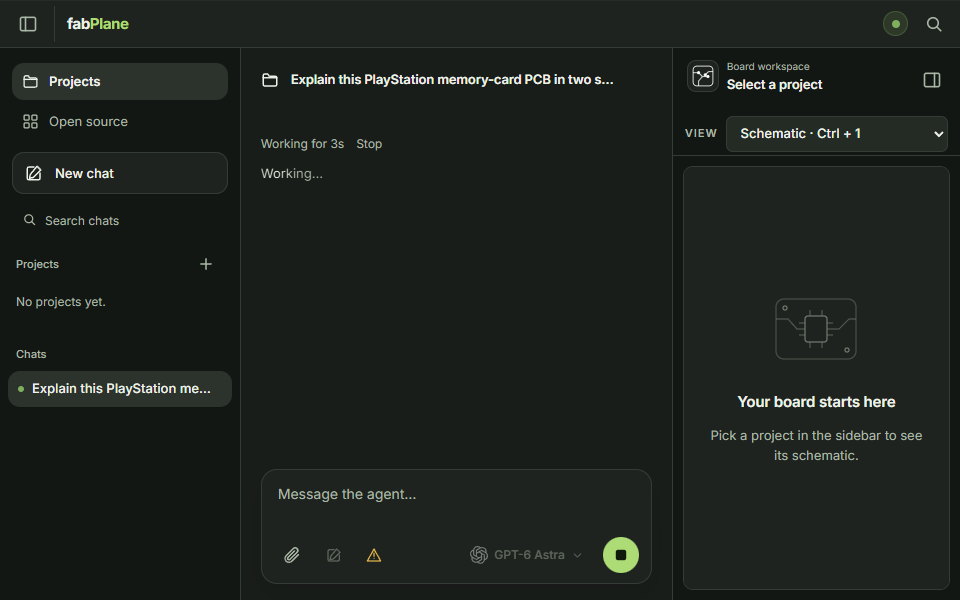 fabPlane
Projects
Open source
New chat
Search chats
Projects
No projects yet.
Chats
Explain this PlayStation me...
Explain this PlayStation memory-card PCB in two s...
Working for 3s Stop
Working...
Message the agent...
GPT-6 Astra
Board workspace
Select a project
VIEW Schematic · Ctrl + 1
Your board starts here
Pick a project in the sidebar to see
its schematic.